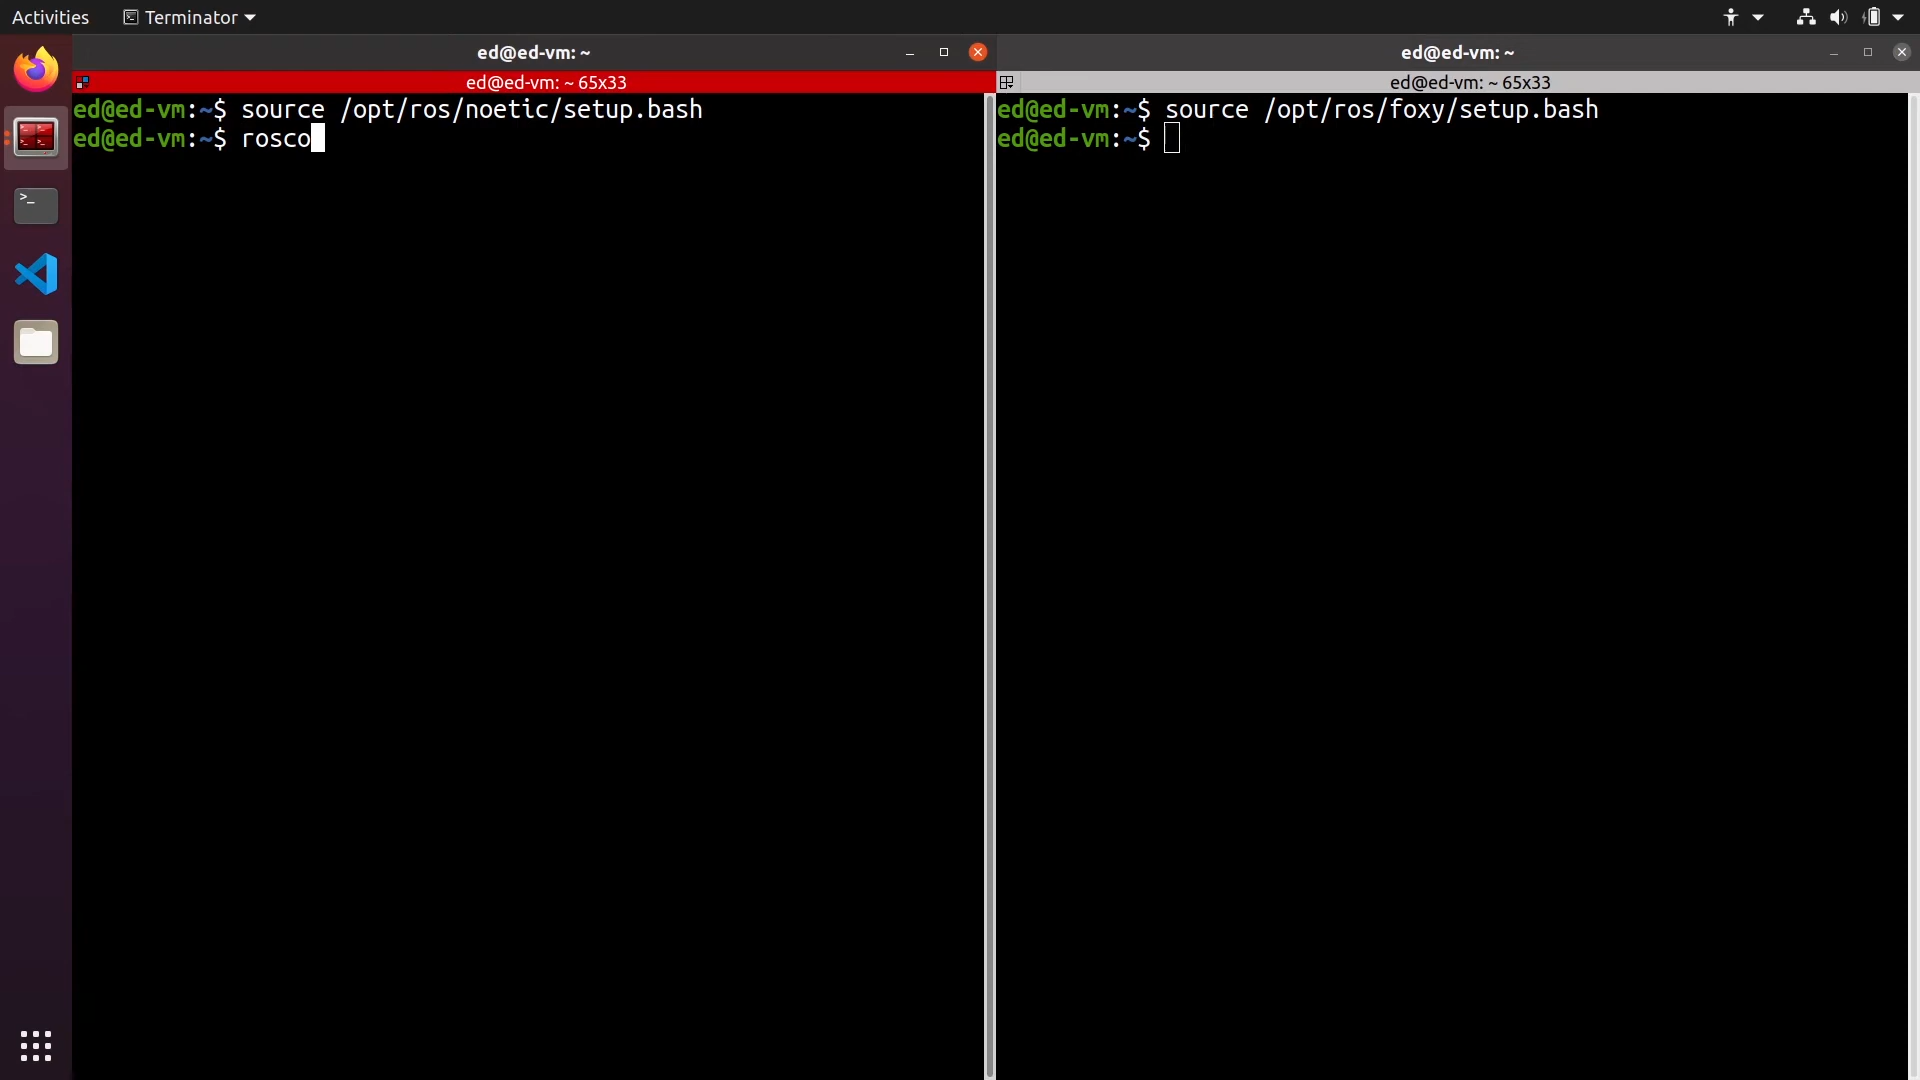 Activities
Terminator
ed@ed-vm: ~
ed@ed-vm: ~ 65x33
ed@ed-vm:~$ source /opt/ros/noetic/setup.bash
ed@ed-vm:~$ rosco
ed@ed-vm: ~
ed@ed-vm: ~ 65x33
ed@ed-vm:~$ source /opt/ros/foxy/setup.bash
ed@ed-vm:~$